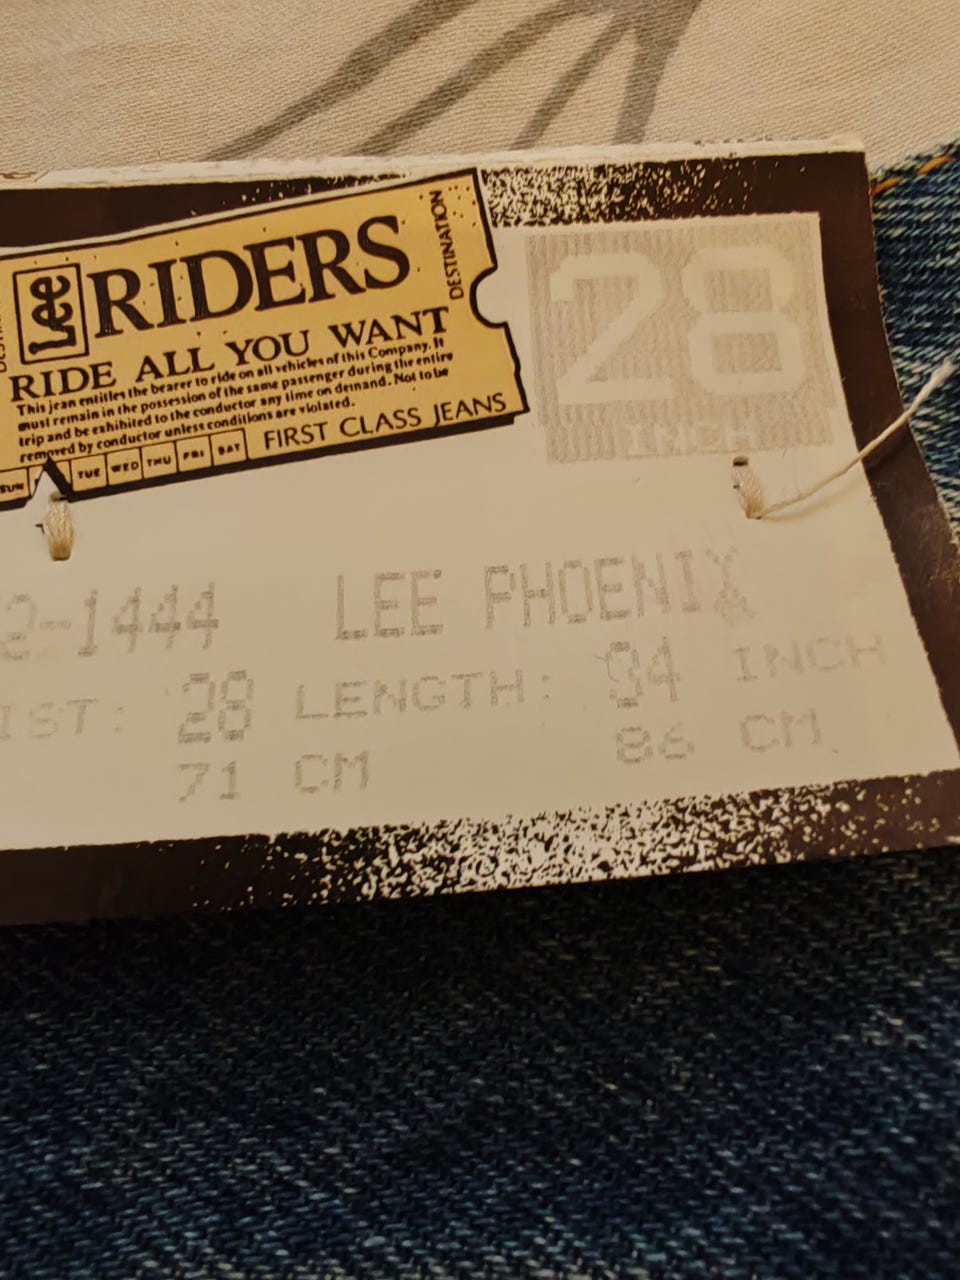 Lee RIDERS
DESTINATION
RIDE ALL YOU WANT
This jean entitles the bearer to ride on all vehicles of this Company. It
must remain in the possession of the same passenger during the entire
trip and be exhibited to the conductor any time on demand. Not to be
removed by conductor unless conditions are violated.
SUN TUE WED THU FRI SAT
FIRST CLASS JEANS
28
INCH
2-1444 LEE PHOENIX
IST: 28 LENGTH: 34 INCH
71 CM 86 CM